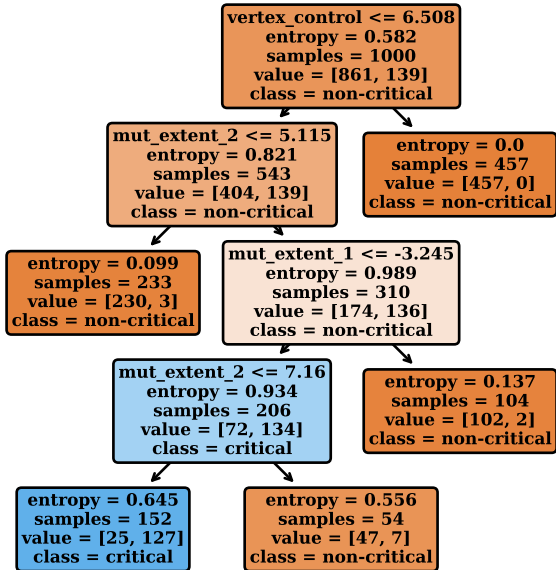 vertex_control <= 6.508
entropy = 0.582
samples = 1000
value = [861, 139]
class = non-critical
mut_extent_2 <= 5.115
entropy = 0.821
samples = 543
value = [404, 139]
class = non-critical
entropy = 0.0
samples = 457
value = [457, 0]
class = non-critical
entropy = 0.099
samples = 233
value = [230, 3]
class = non-critical
mut_extent_1 <= -3.245
entropy = 0.989
samples = 310
value = [174, 136]
class = non-critical
mut_extent_2 <= 7.16
entropy = 0.934
samples = 206
value = [72, 134]
class = critical
entropy = 0.137
samples = 104
value = [102, 2]
class = non-critical
entropy = 0.645
samples = 152
value = [25, 127]
class = critical
entropy = 0.556
samples = 54
value = [47, 7]
class = non-critical